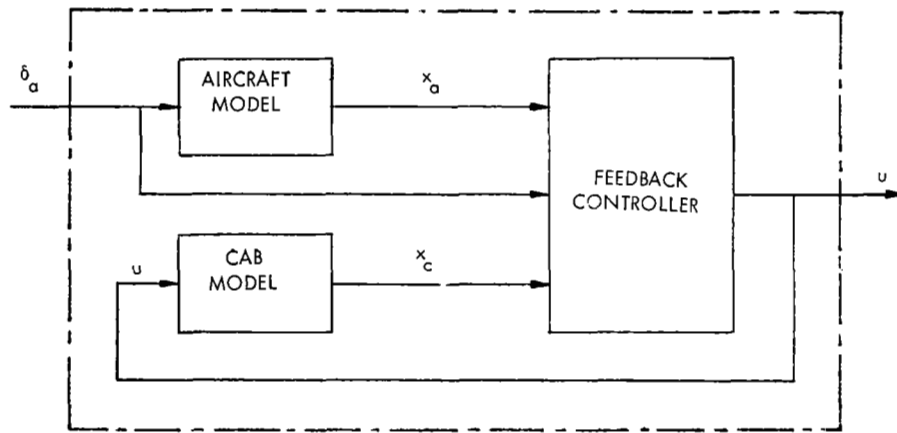 δa
AIRCRAFT
MODEL
xa
FEEDBACK
CONTROLLER
u
u
CAB
MODEL
xc